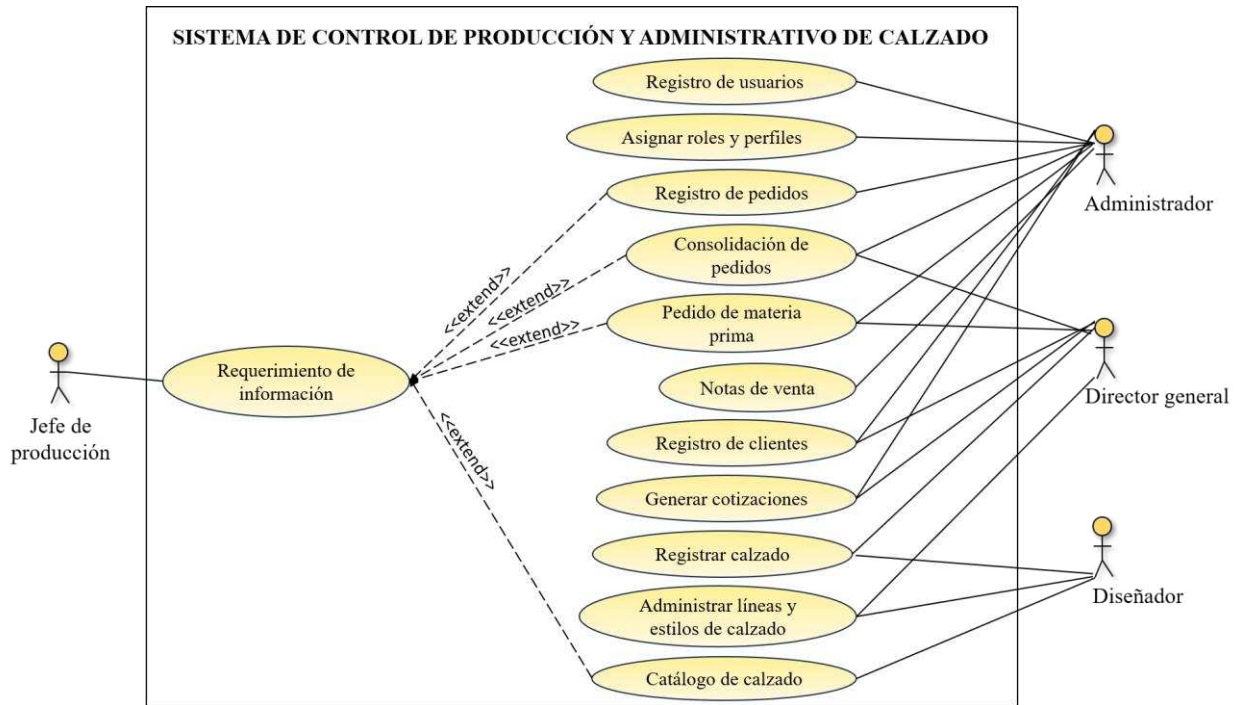 SISTEMA DE CONTROL DE PRODUCCIÓN Y ADMINISTRATIVO DE CALZADO
Registro de usuarios
Asignar roles y perfiles
Registro de pedidos
Consolidación de
pedidos
Pedido de materia
prima
Notas de venta
Registro de clientes
Generar cotizaciones
Registrar calzado
Administrar líneas y
estilos de calzado
Catálogo de calzado
<<extend>>
<<extend>>
<<extend>>
<<extend>>
Requerimiento de
información
Jefe de
producción
Administrador
Director general
Diseñador